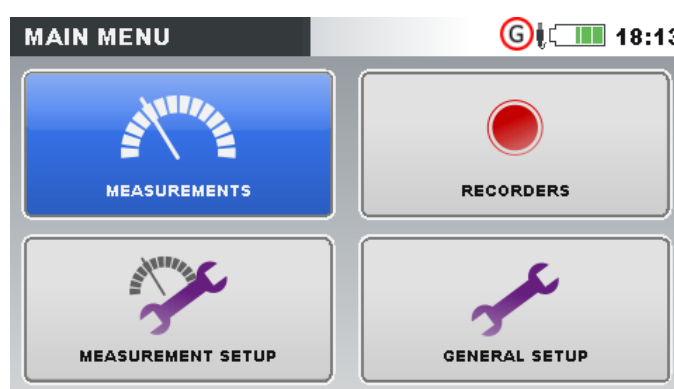 MAIN MENU G 18:13
MEASUREMENTS RECORDERS
MEASUREMENT SETUP GENERAL SETUP